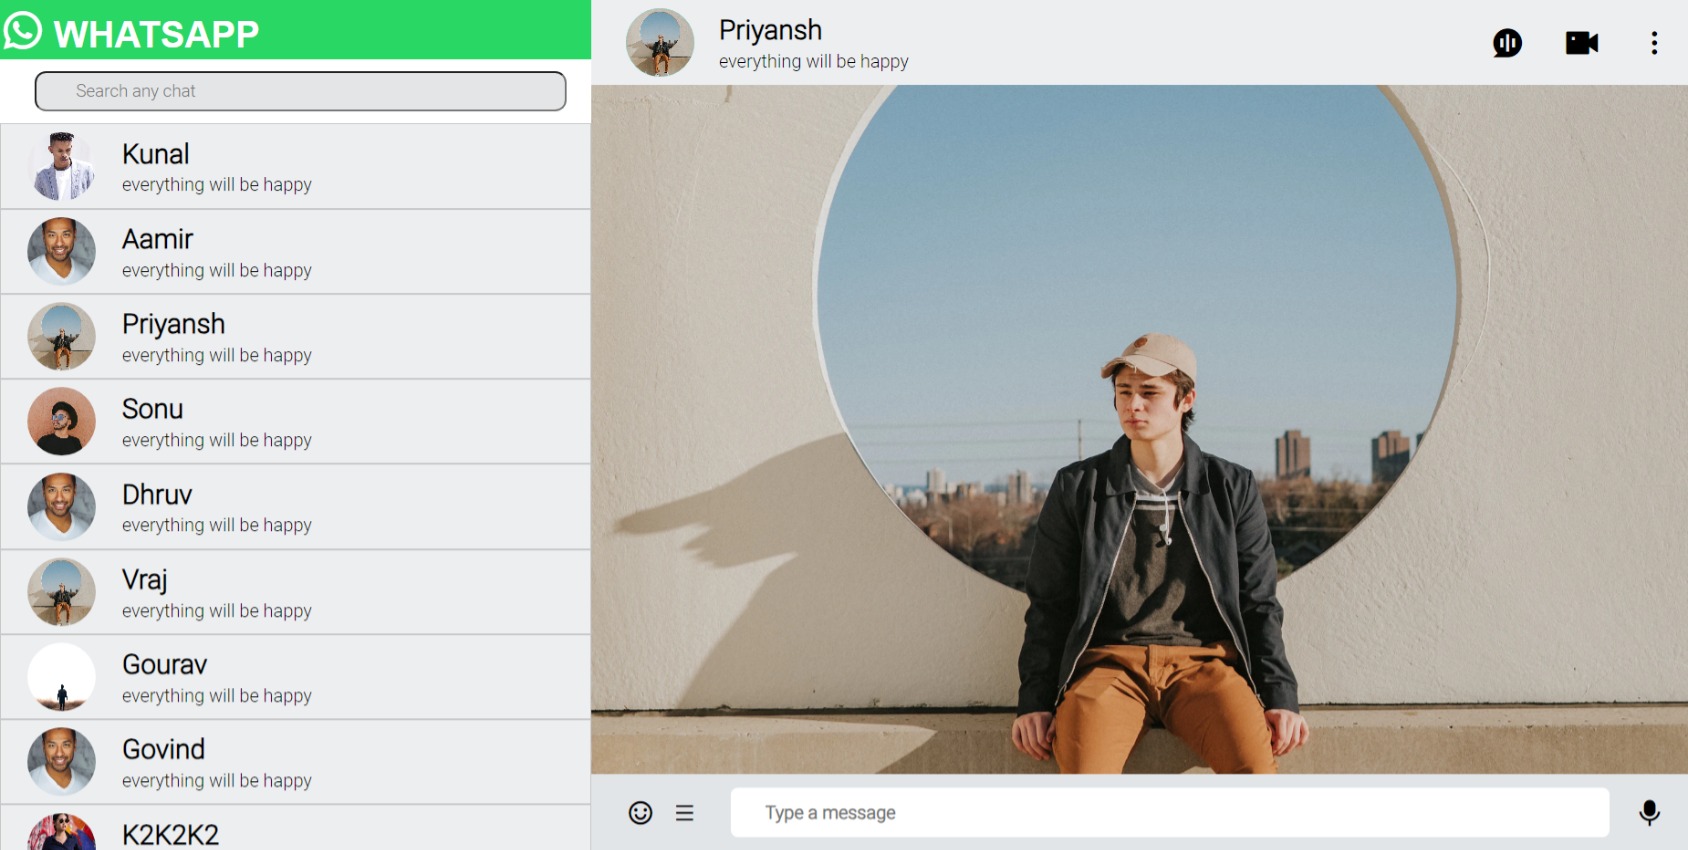 WHATSAPP
Search any chat
Kunal
everything will be happy
Aamir
everything will be happy
Priyansh
everything will be happy
Sonu
everything will be happy
Dhruv
everything will be happy
Vraj
everything will be happy
Gourav
everything will be happy
Govind
everything will be happy
K2K2K2
Priyansh
everything will be happy
Type a message